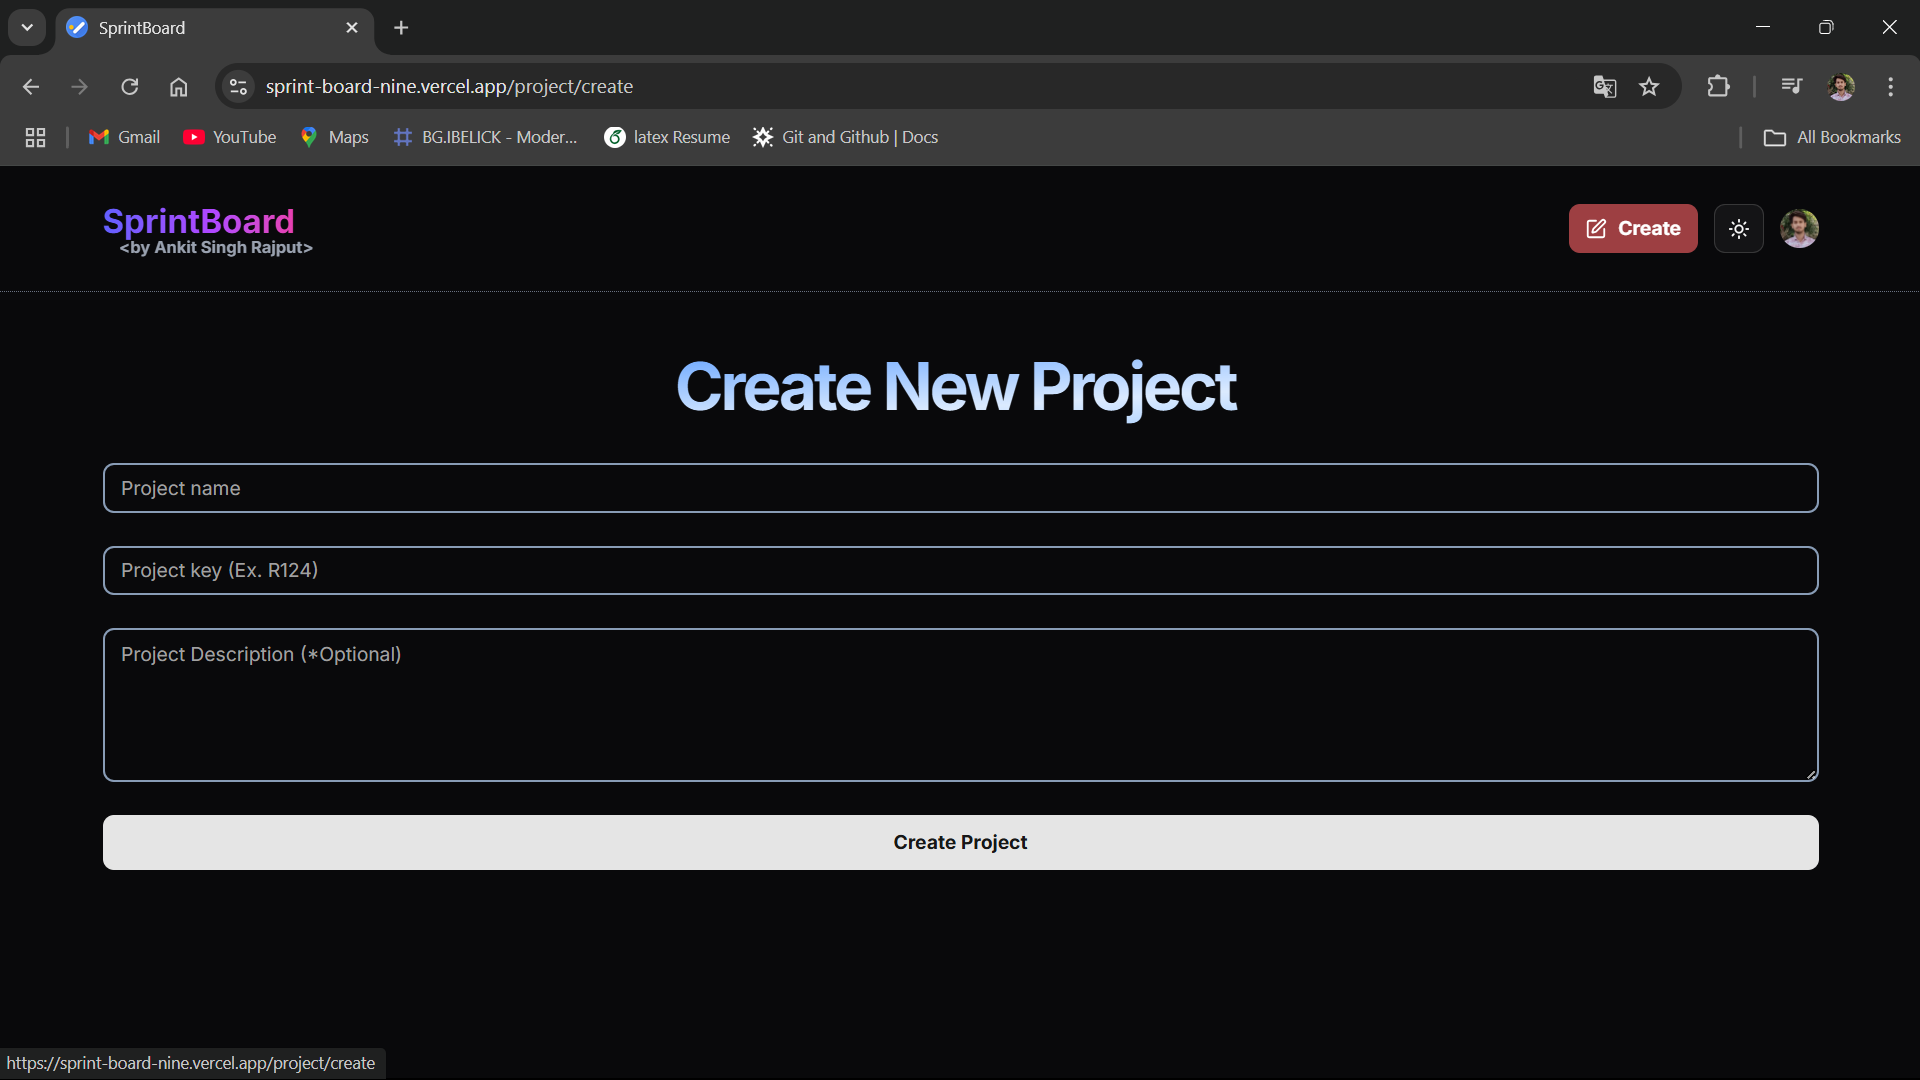 SprintBoard
sprint-board-nine.vercel.app/project/create
Gmail
YouTube
Maps
BG.IBELICK - Moder...
latex Resume
Git and Github | Docs
All Bookmarks
SprintBoard
<by Ankit Singh Rajput>
Create
Create New Project
Project name
Project key (Ex. R124)
Project Description (*Optional)
Create Project
https://sprint-board-nine.vercel.app/project/create